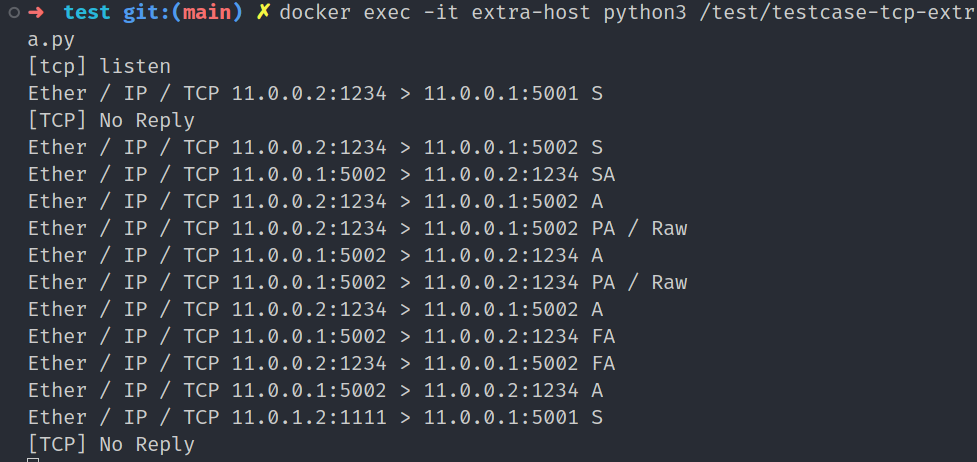 ➜ test git:(main) ✗ docker exec -it extra-host python3 /test/testcase-tcp-extr
a.py
[tcp] listen
Ether / IP / TCP 11.0.0.2:1234 > 11.0.0.1:5001 S
[TCP] No Reply
Ether / IP / TCP 11.0.0.2:1234 > 11.0.0.1:5002 S
Ether / IP / TCP 11.0.0.1:5002 > 11.0.0.2:1234 SA
Ether / IP / TCP 11.0.0.2:1234 > 11.0.0.1:5002 A
Ether / IP / TCP 11.0.0.2:1234 > 11.0.0.1:5002 PA / Raw
Ether / IP / TCP 11.0.0.1:5002 > 11.0.0.2:1234 A
Ether / IP / TCP 11.0.0.1:5002 > 11.0.0.2:1234 PA / Raw
Ether / IP / TCP 11.0.0.2:1234 > 11.0.0.1:5002 A
Ether / IP / TCP 11.0.0.1:5002 > 11.0.0.2:1234 FA
Ether / IP / TCP 11.0.0.2:1234 > 11.0.0.1:5002 FA
Ether / IP / TCP 11.0.0.1:5002 > 11.0.0.2:1234 A
Ether / IP / TCP 11.0.1.2:1111 > 11.0.0.1:5001 S
[TCP] No Reply